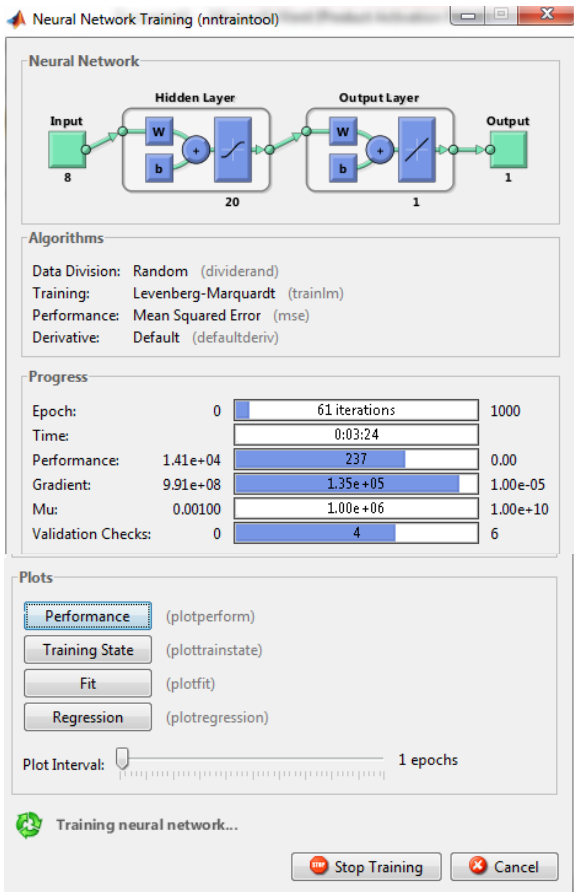 Neural Network Training (nntraintool)
Neural Network
Hidden Layer Output Layer
Input Output
W W
+ +
b b
8 20 1 1
Algorithms
Data Division: Random (dividerand)
Training: Levenberg-Marquardt (trainlm)
Performance: Mean Squared Error (mse)
Derivative: Default (defaultderiv)
Progress
Epoch: 0 61 iterations 1000
Time: 0:03:24
Performance: 1.41e+04 237 0.00
Gradient: 9.91e+08 1.35e+05 1.00e-05
Mu: 0.00100 1.00e+06 1.00e+10
Validation Checks: 0 4 6
Plots
Performance (plotperform)
Training State (plottrainstate)
Fit (plotfit)
Regression (plotregression)
Plot Interval: 1 epochs
Training neural network...
STOP Stop Training Cancel